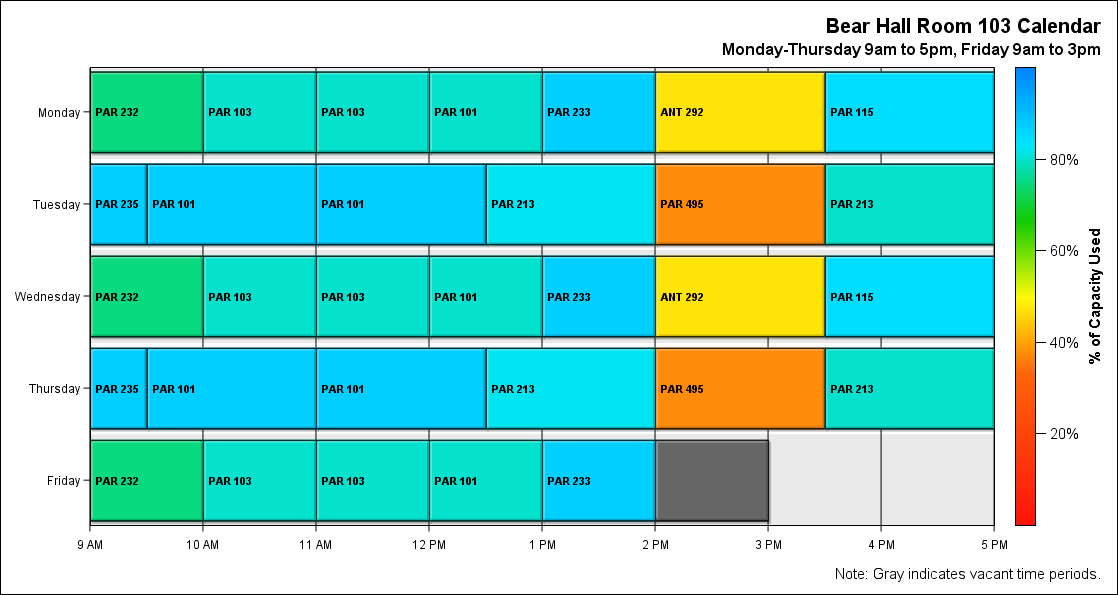 Bear Hall Room 103 Calendar
Monday-Thursday 9am to 5pm, Friday 9am to 3pm
Monday PAR 232 PAR 103 PAR 103 PAR 101 PAR 233 ANT 292 PAR 115
Tuesday PAR 235 PAR 101 PAR 101 PAR 213 PAR 495 PAR 213
Wednesday PAR 232 PAR 103 PAR 103 PAR 101 PAR 233 ANT 292 PAR 115
Thursday PAR 235 PAR 101 PAR 101 PAR 213 PAR 495 PAR 213
Friday PAR 232 PAR 103 PAR 103 PAR 101 PAR 233
9 AM 10 AM 11 AM 12 PM 1 PM 2 PM 3 PM 4 PM 5 PM
80%
60%
40%
20%
% of Capacity Used
Note: Gray indicates vacant time periods.